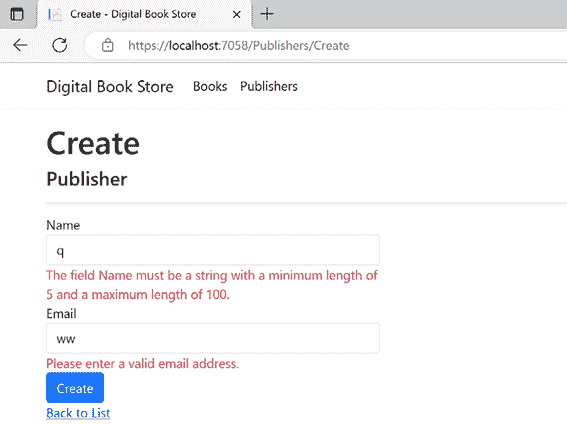 Create - Digital Book Store
https://localhost:7058/Publishers/Create
Digital Book Store Books Publishers
Create
Publisher
Name
q
The field Name must be a string with a minimum length of
5 and a maximum length of 100.
Email
ww
Please enter a valid email address.
Create
Back to List